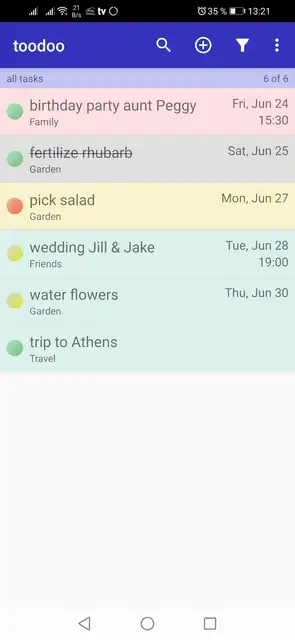 21
B/s
tv
35 %
13:21
toodoo
all tasks
6 of 6
birthday party aunt Peggy
Fri, Jun 24
Family
15:30
fertilize rhubarb
Sat, Jun 25
Garden
pick salad
Mon, Jun 27
Garden
wedding Jill & Jake
Tue, Jun 28
Friends
19:00
water flowers
Thu, Jun 30
Garden
trip to Athens
Travel